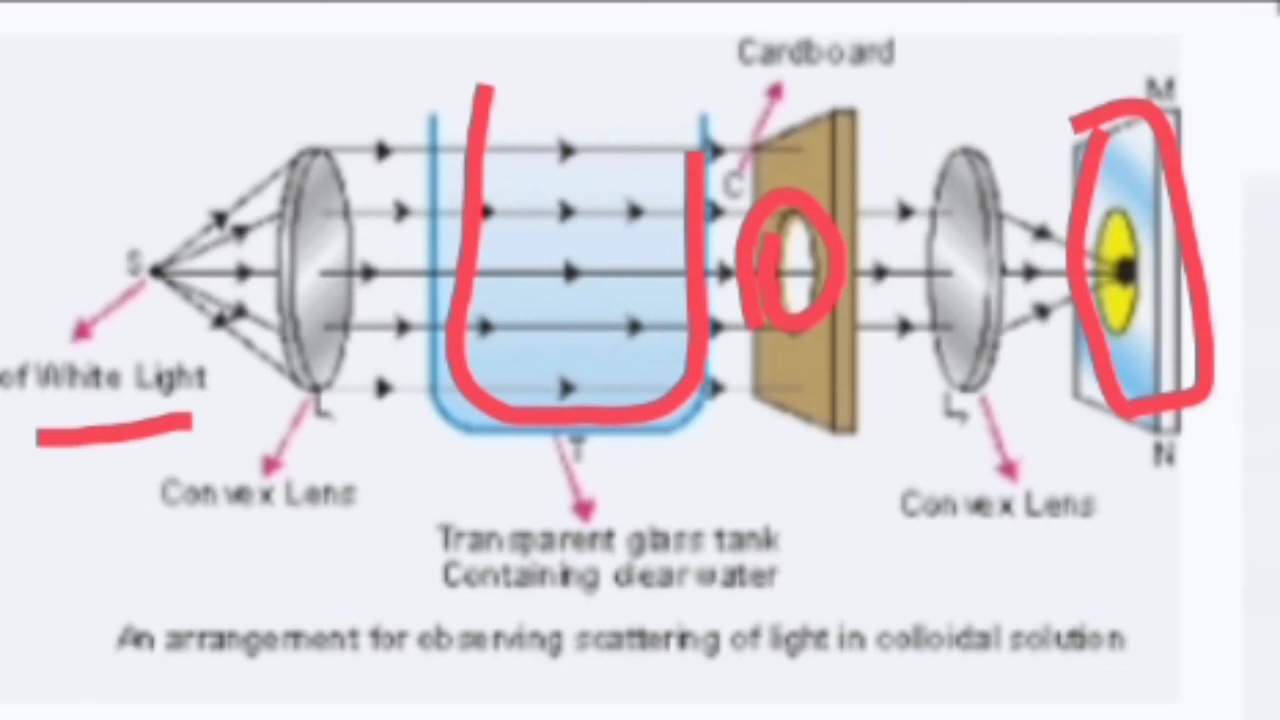 Cardboard
M
C
S
of White Light
L
T
L₁
N
Convex Lens
Convex Lens
Transparent glass tank
Containing clear water
An arrangement for observing scattering of light in colloidal solution